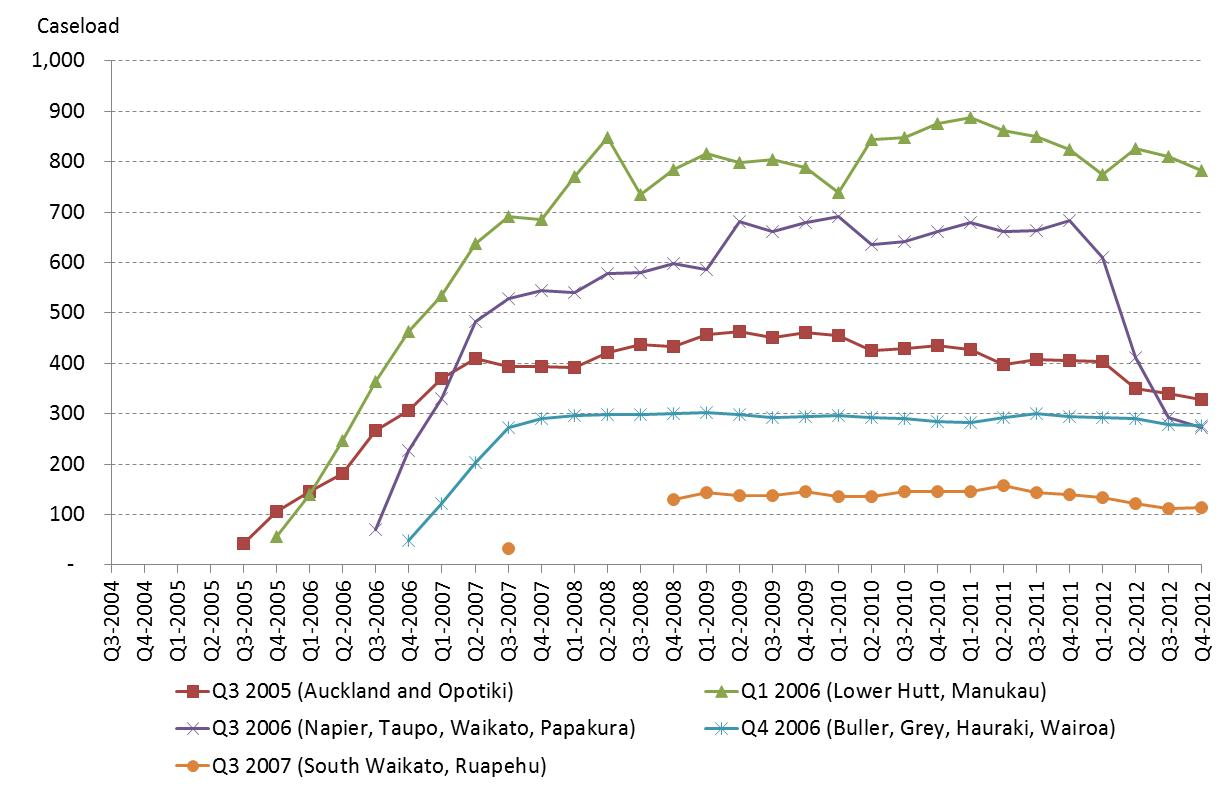 Caseload
1,000
900
800
700
600
500
400
300
200
100
-
Q3-2004
Q4-2004
Q1-2005
Q2-2005
Q3-2005
Q4-2005
Q1-2006
Q2-2006
Q3-2006
Q4-2006
Q1-2007
Q2-2007
Q3-2007
Q4-2007
Q1-2008
Q2-2008
Q3-2008
Q4-2008
Q1-2009
Q2-2009
Q3-2009
Q4-2009
Q1-2010
Q2-2010
Q3-2010
Q4-2010
Q1-2011
Q2-2011
Q3-2011
Q4-2011
Q1-2012
Q2-2012
Q3-2012
Q4-2012
Q3 2005 (Auckland and Opotiki)
Q1 2006 (Lower Hutt, Manukau)
Q3 2006 (Napier, Taupo, Waikato, Papakura)
Q4 2006 (Buller, Grey, Hauraki, Wairoa)
Q3 2007 (South Waikato, Ruapehu)